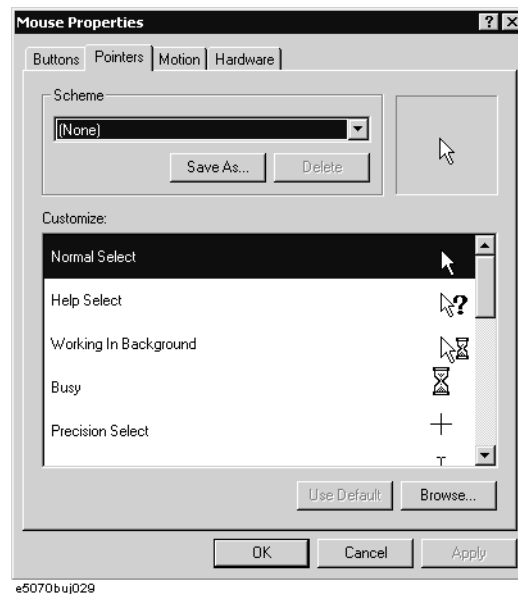 Mouse Properties
Buttons Pointers Motion Hardware
Scheme
(None)
Save As... Delete
Customize:
Normal Select
Help Select
Working In Background
Busy
Precision Select
Use Default Browse...
OK Cancel Apply
e5070buj029